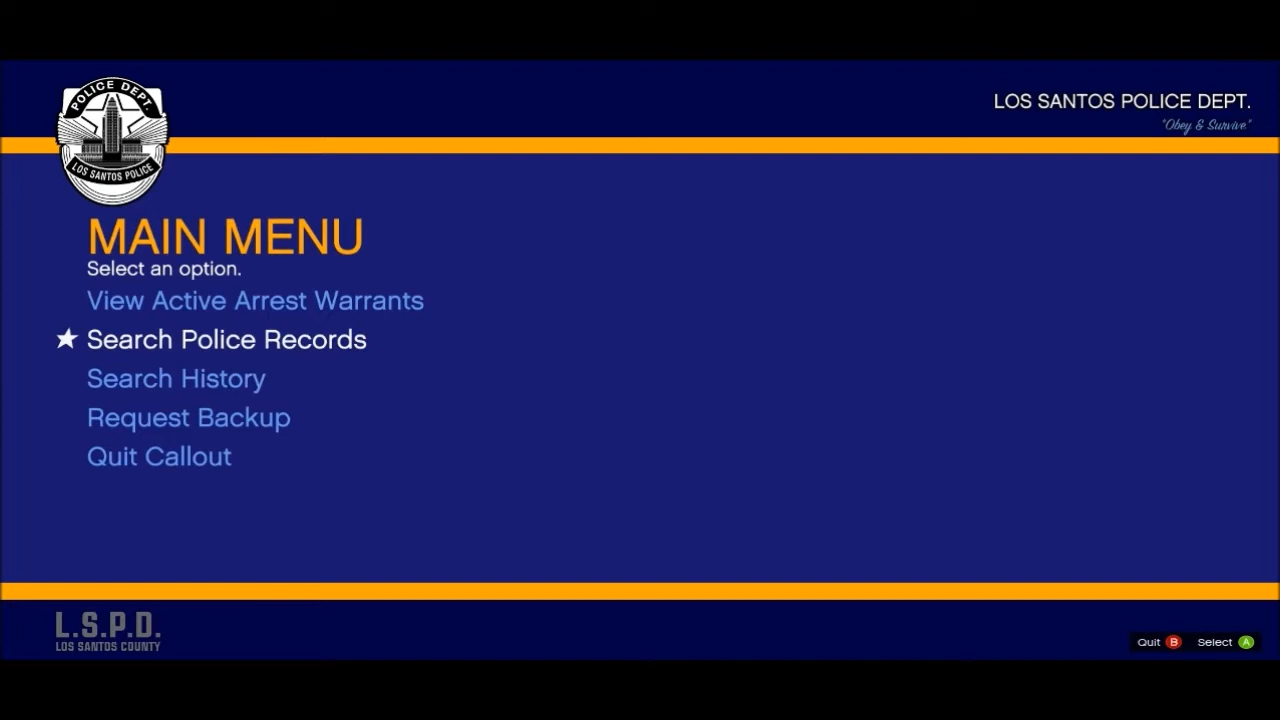 POLICE DEPT.
LOS SANTOS POLICE
LOS SANTOS POLICE DEPT.
"Obey & Survive"
MAIN MENU
Select an option.
View Active Arrest Warrants
Search Police Records
Search History
Request Backup
Quit Callout
L.S.P.D.
LOS SANTOS COUNTY
Quit B Select A